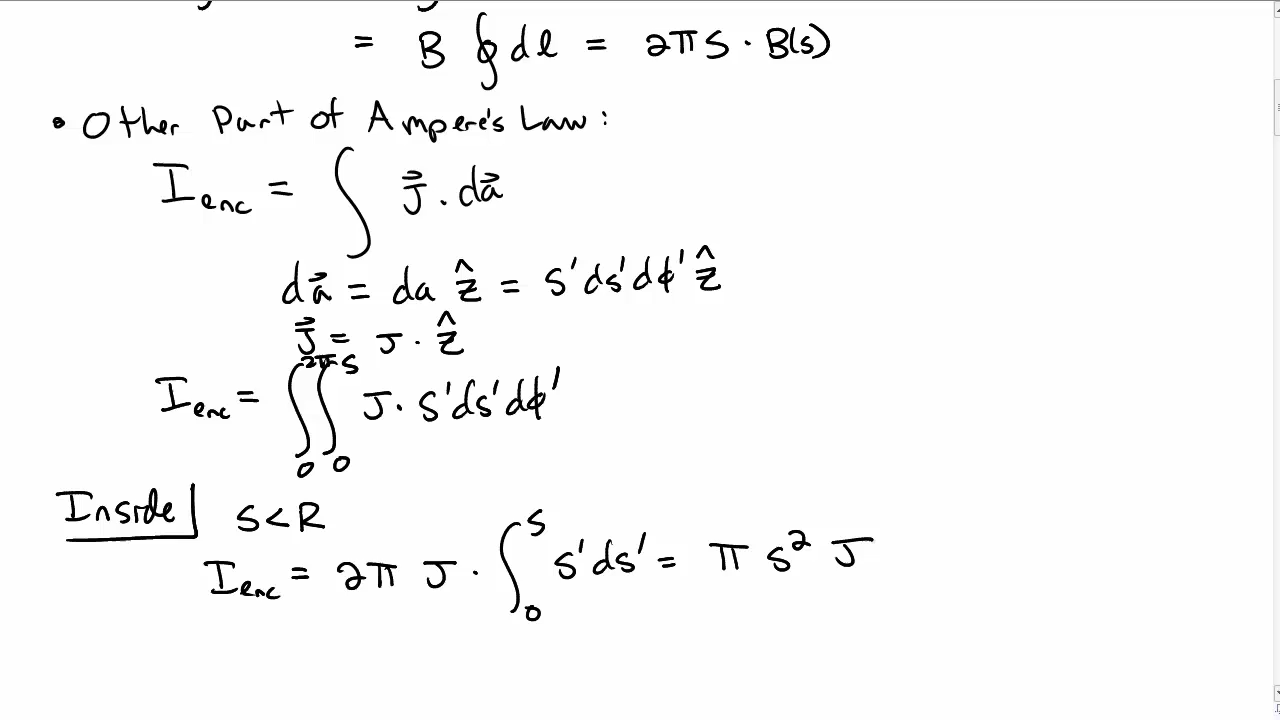 = B ∮ dl = 2πs · B(s)
• Other Part of Ampere's Law:
I_enc = ∫ J⃗ · da⃗
da⃗ = da ẑ = s' ds' dϕ' ẑ
J⃗ = J · ẑ
I_enc = ∫₀^2π ∫₀^s J · s' ds' dϕ'
Inside s < R
I_enc = 2π J · ∫₀^s s' ds' = π s² J